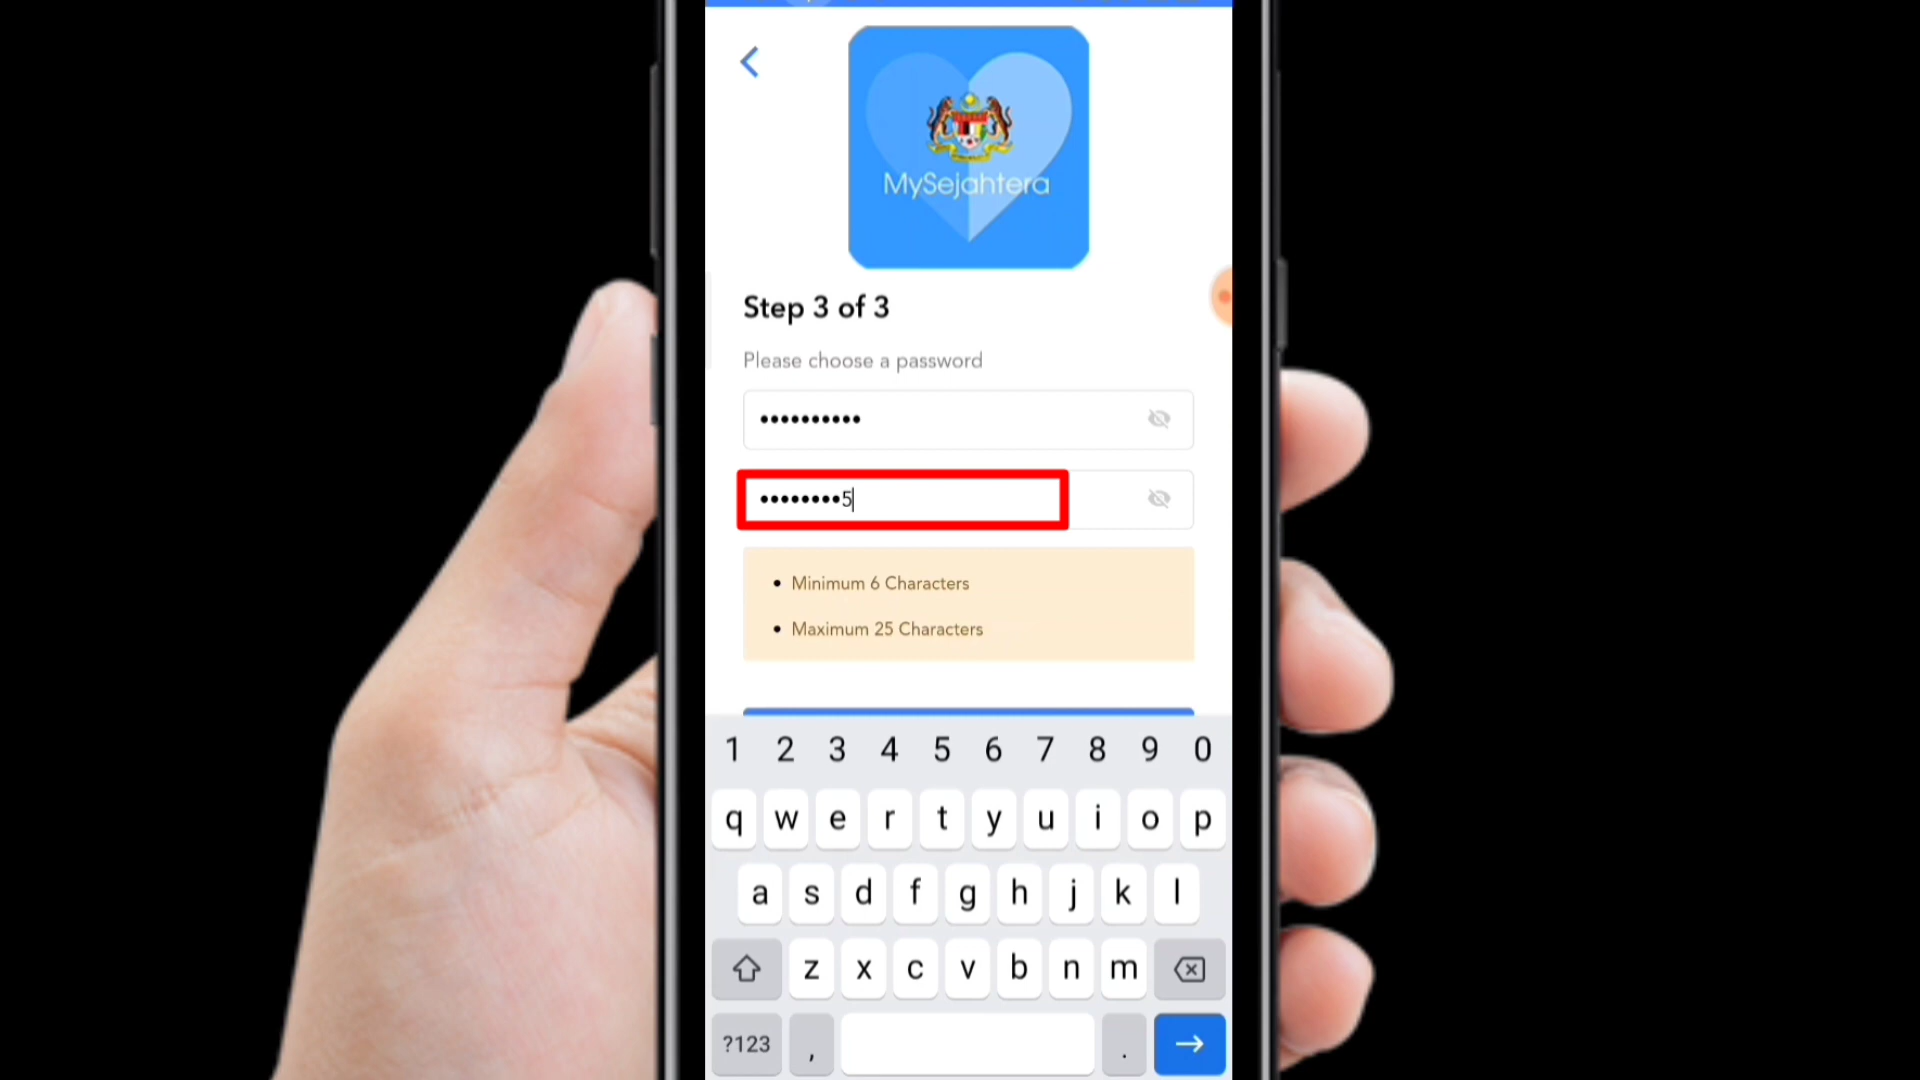 MySejahtera
Step 3 of 3
Please choose a password
••••••••••
••••••••5
• Minimum 6 Characters
• Maximum 25 Characters
1 2 3 4 5 6 7 8 9 0
q w e r t y u i o p
a s d f g h j k l
z x c v b n m
?123 , .